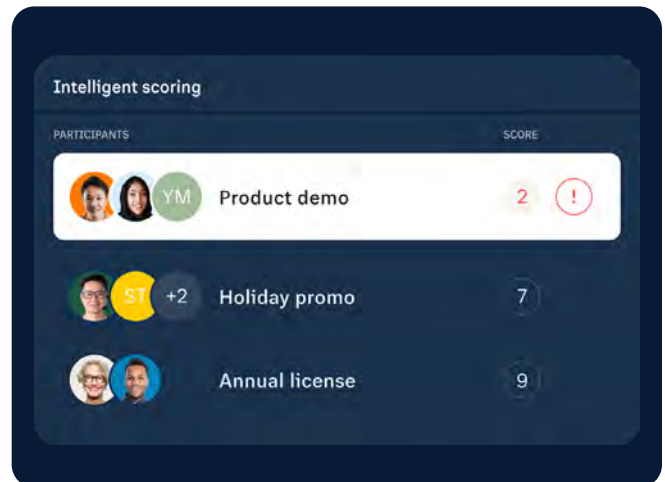 Intelligent scoring
PARTICIPANTS SCORE
YM Product demo 2 !
ST +2 Holiday promo 7
Annual license 9